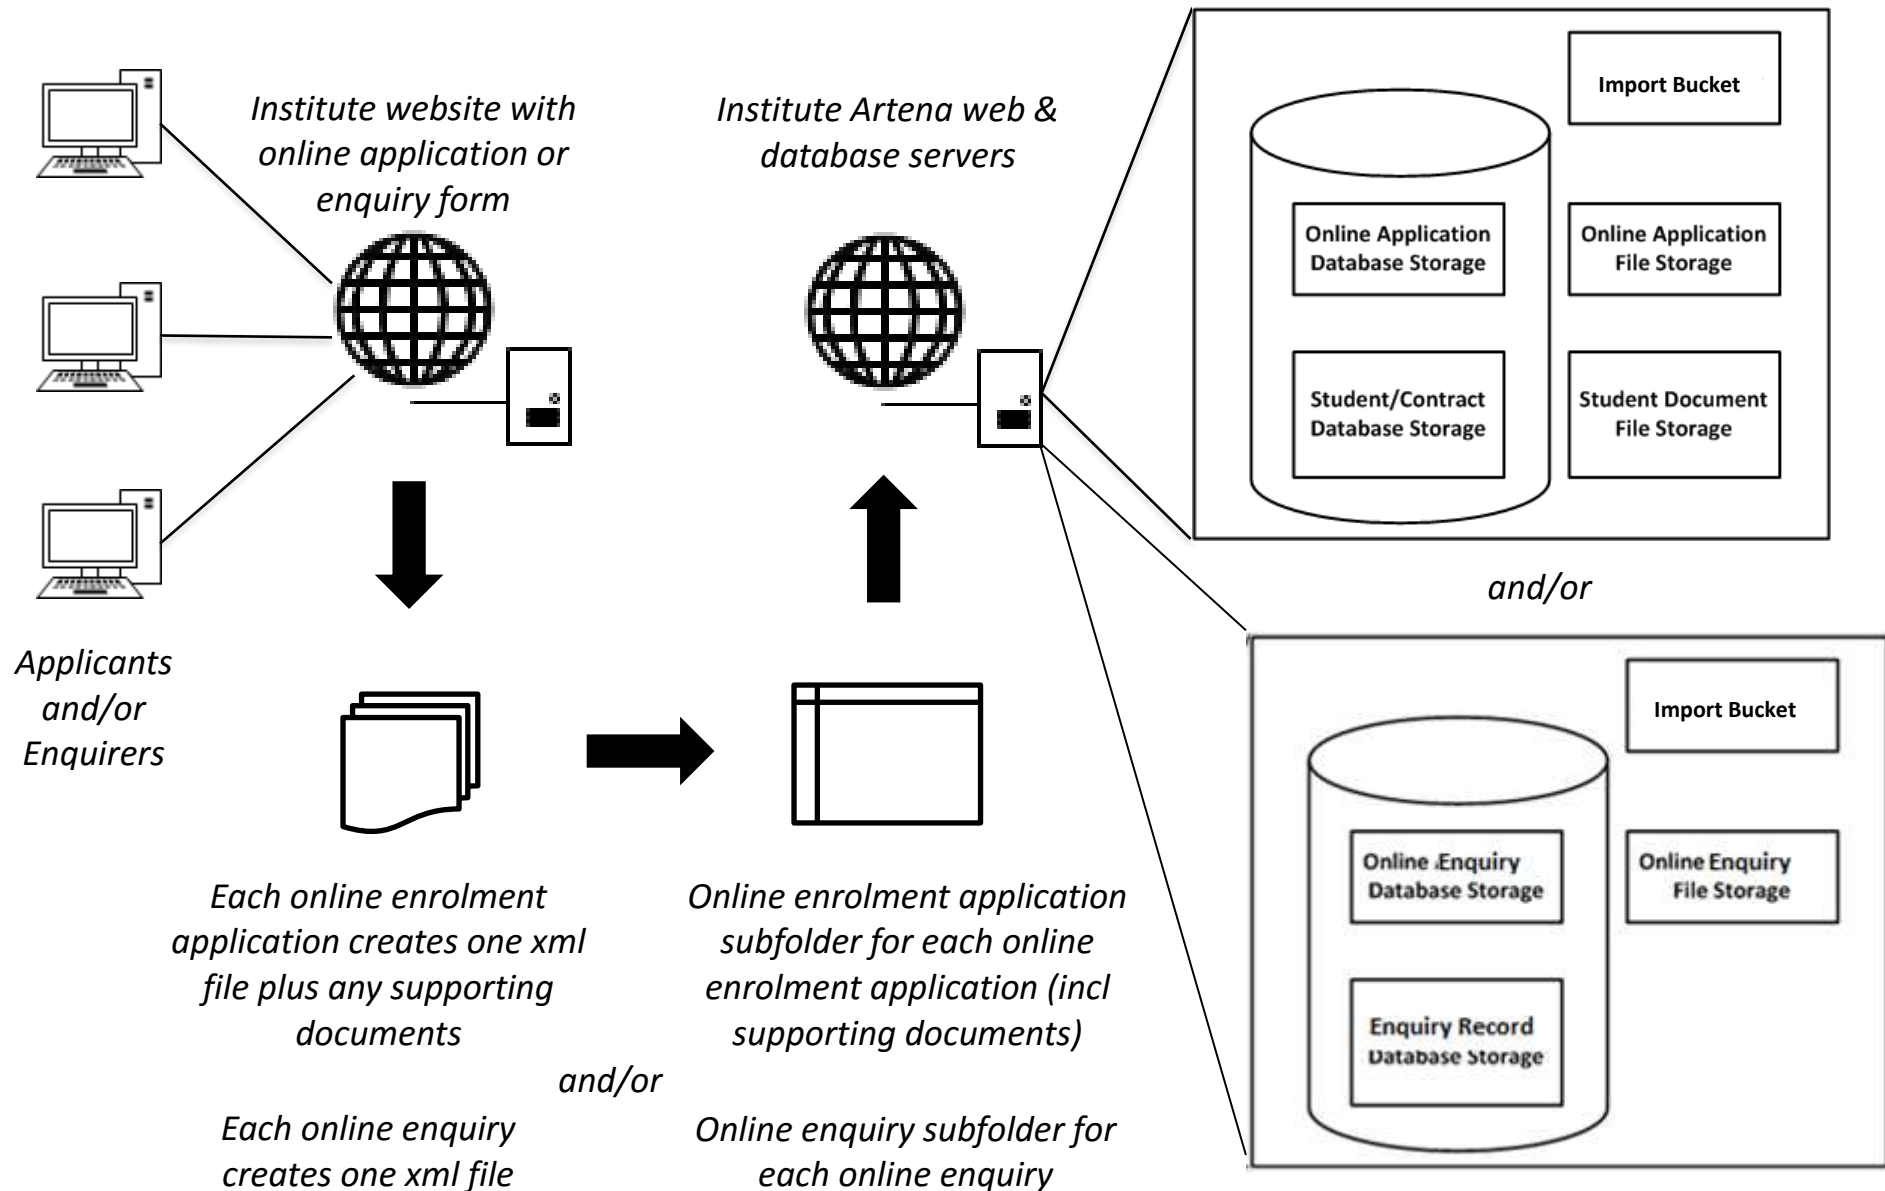 Institute website with
online application or
enquiry form
Institute Artena web &
database servers
Import Bucket
Online Application
Database Storage
Online Application
File Storage
Student/Contract
Database Storage
Student Document
File Storage
and/or
Applicants
and/or
Enquirers
Import Bucket
Online Enquiry
Database Storage
Online Enquiry
File Storage
Enquiry Record
Database Storage
Each online enrolment
application creates one xml
file plus any supporting
documents
Online enrolment application
subfolder for each online
enrolment application (incl
supporting documents)
and/or
Each online enquiry
creates one xml file
Online enquiry subfolder for
each online enquiry